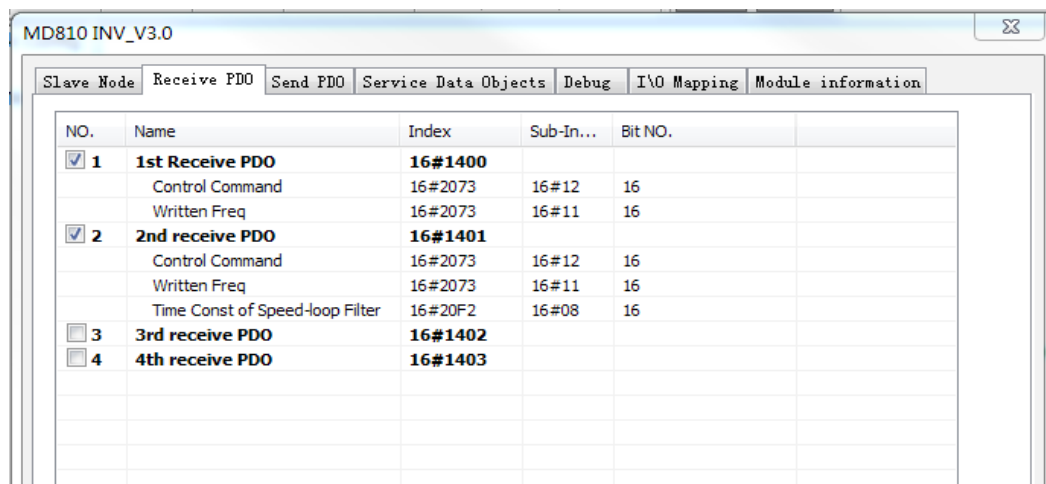 MD810 INV_V3.0
Slave Node Receive PDO Send PDO Service Data Objects Debug I\O Mapping Module information
NO. Name Index Sub-In... Bit NO.
1 1st Receive PDO 16#1400
Control Command 16#2073 16#12 16
Written Freq 16#2073 16#11 16
2 2nd receive PDO 16#1401
Control Command 16#2073 16#12 16
Written Freq 16#2073 16#11 16
Time Const of Speed-loop Filter 16#20F2 16#08 16
3 3rd receive PDO 16#1402
4 4th receive PDO 16#1403